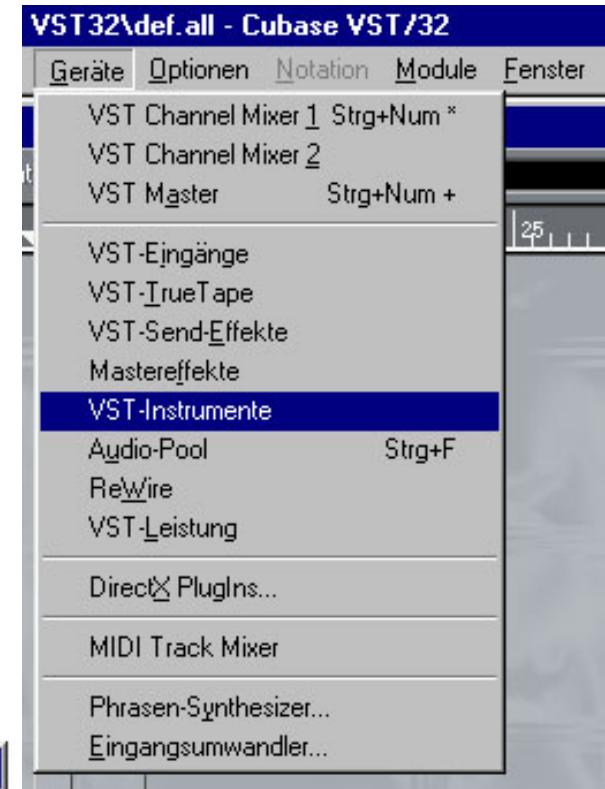 VST32\def.all - Cubase VST/32
Geräte Optionen Notation Module Fenster
VST Channel Mixer 1 Strg+Num *
VST Channel Mixer 2
VST Master Strg+Num +
25
VST-Eingänge
VST-TrueTape
VST-Send-Effekte
Mastereffekte
VST-Instrumente
Audio-Pool Strg+F
ReWire
VST-Leistung
DirectX PlugIns...
MIDI Track Mixer
Phrasen-Synthesizer...
Eingangsumwandler...